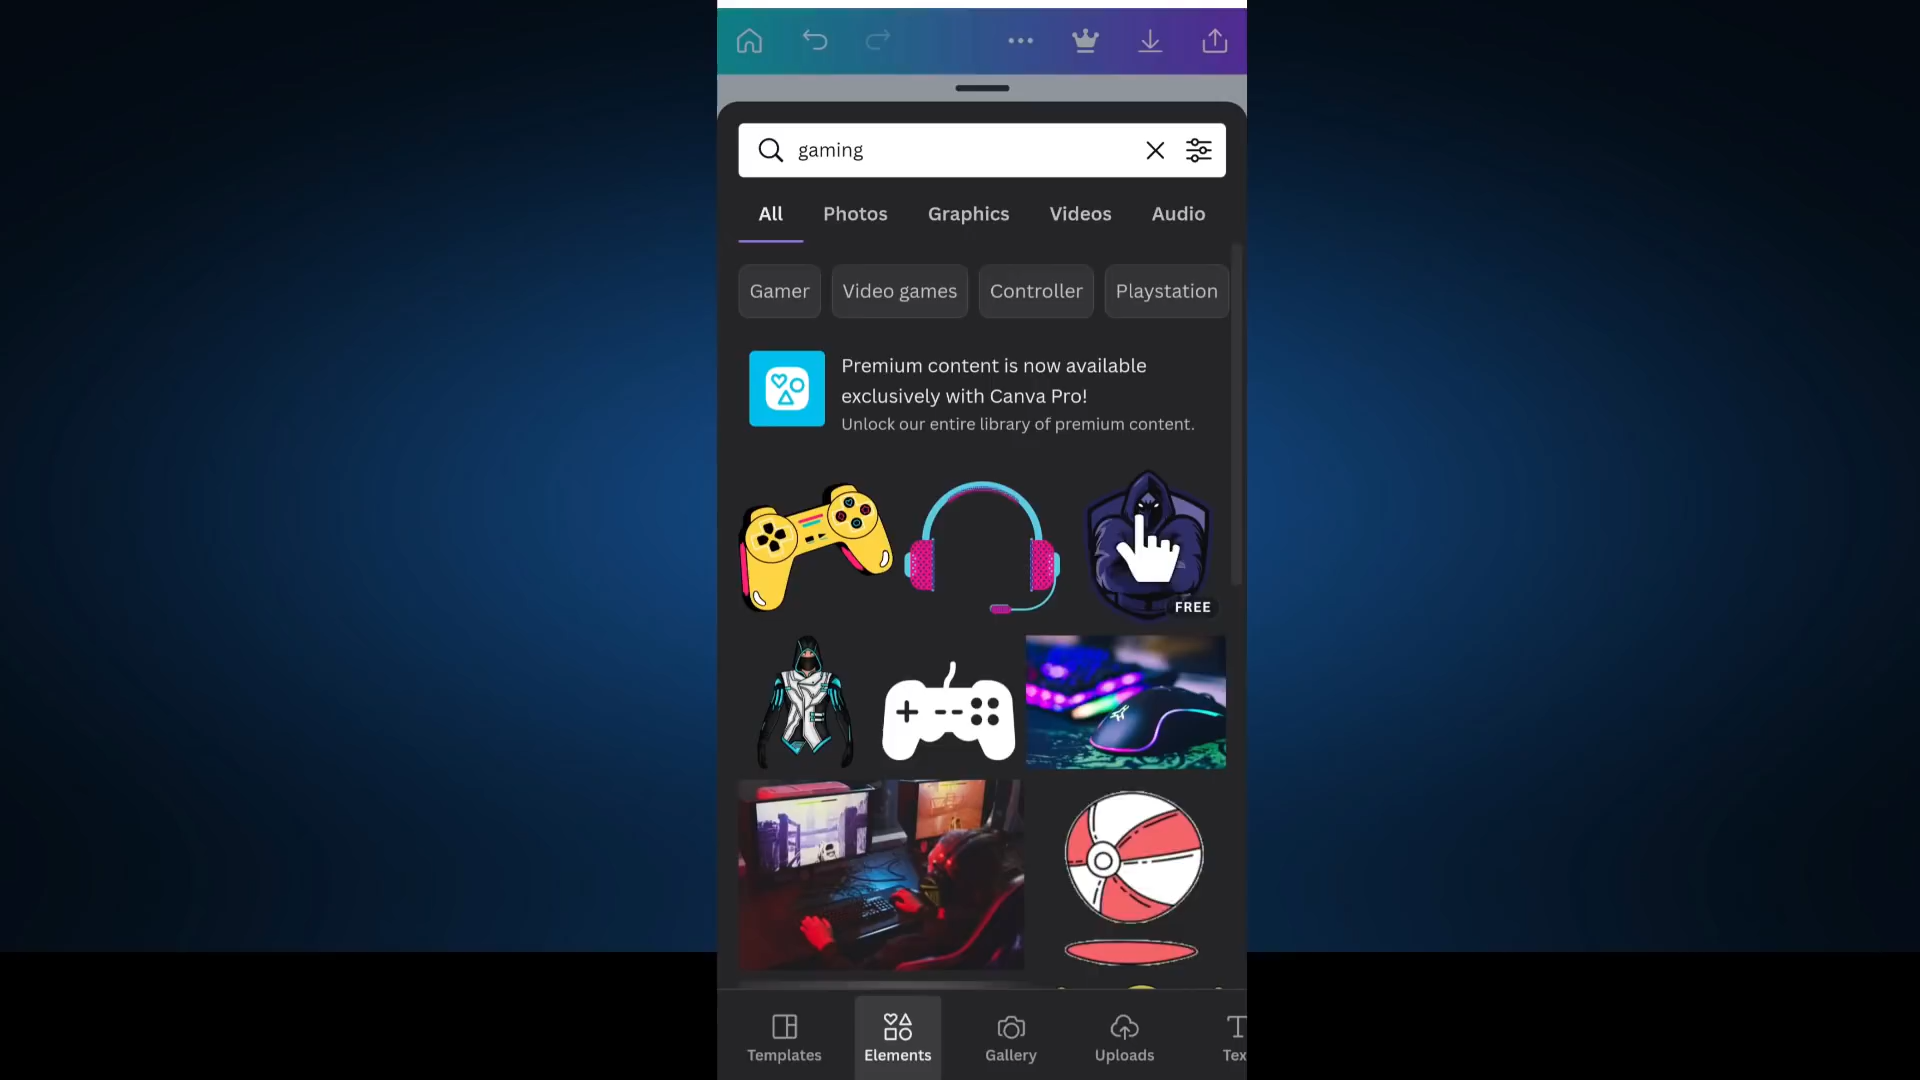 gaming
All Photos Graphics Videos Audio
Gamer Video games Controller Playstation
Premium content is now available
exclusively with Canva Pro!
Unlock our entire library of premium content.
FREE
Templates Elements Gallery Uploads Tex